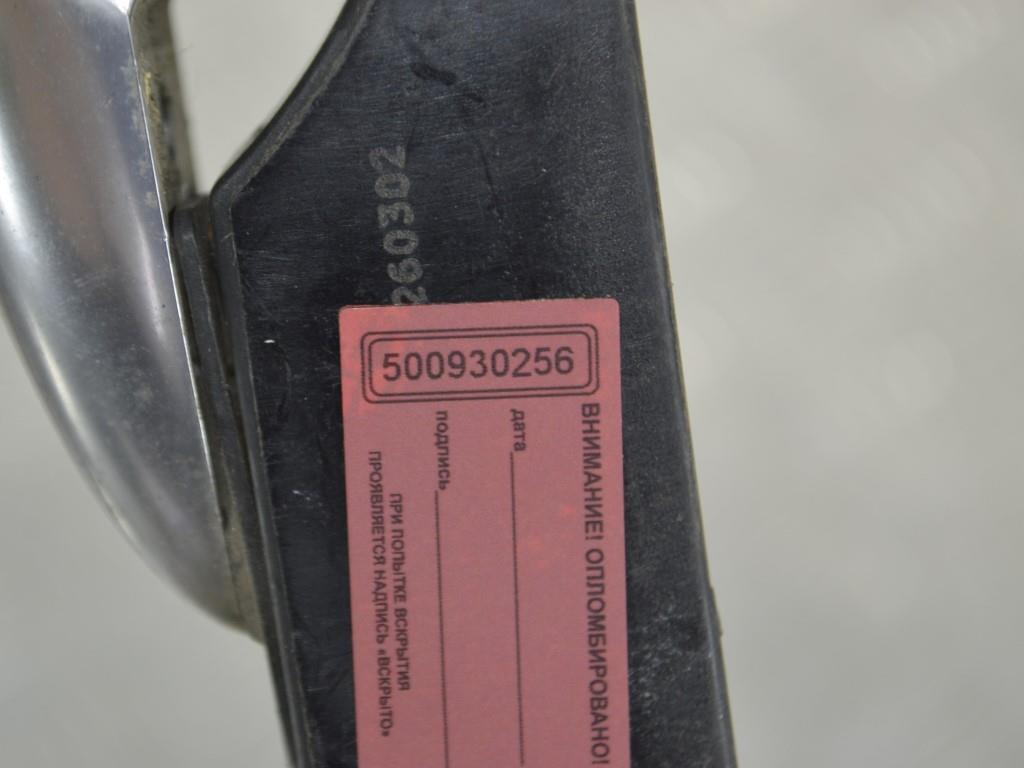 260302
500930256
ВНИМАНИЕ! ОПЛОМБИРОВАНО!
дата
подпись
ПРИ ПОПЫТКЕ ВСКРЫТИЯ
ПРОЯВЛЯЕТСЯ НАДПИСЬ «ВСКРЫТО»